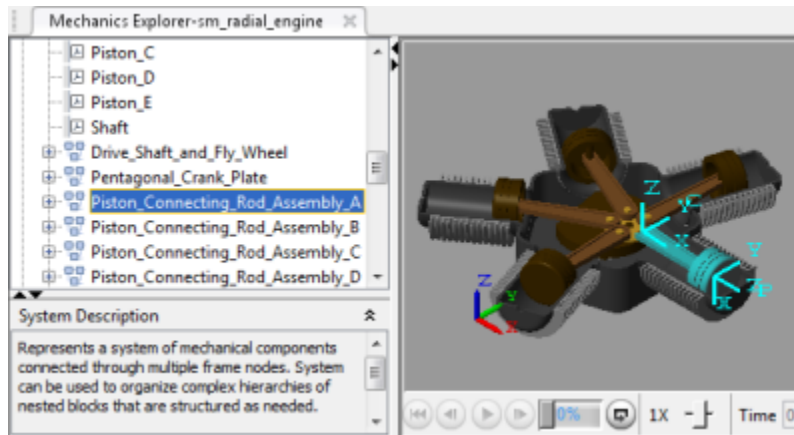 Mechanics Explorer-sm_radial_engine
Piston_C
Piston_D
Piston_E
Shaft
Drive_Shaft_and_Fly_Wheel
Pentagonal_Crank_Plate
Piston_Connecting_Rod_Assembly_A
Piston_Connecting_Rod_Assembly_B
Piston_Connecting_Rod_Assembly_C
Piston_Connecting_Rod_Assembly_D
System Description
Represents a system of mechanical components
connected through multiple frame nodes. System
can be used to organize complex hierarchies of
nested blocks that are structured as needed.
Z
Y
X
Y
X
Z
Y
X
0%
1X
Time 0